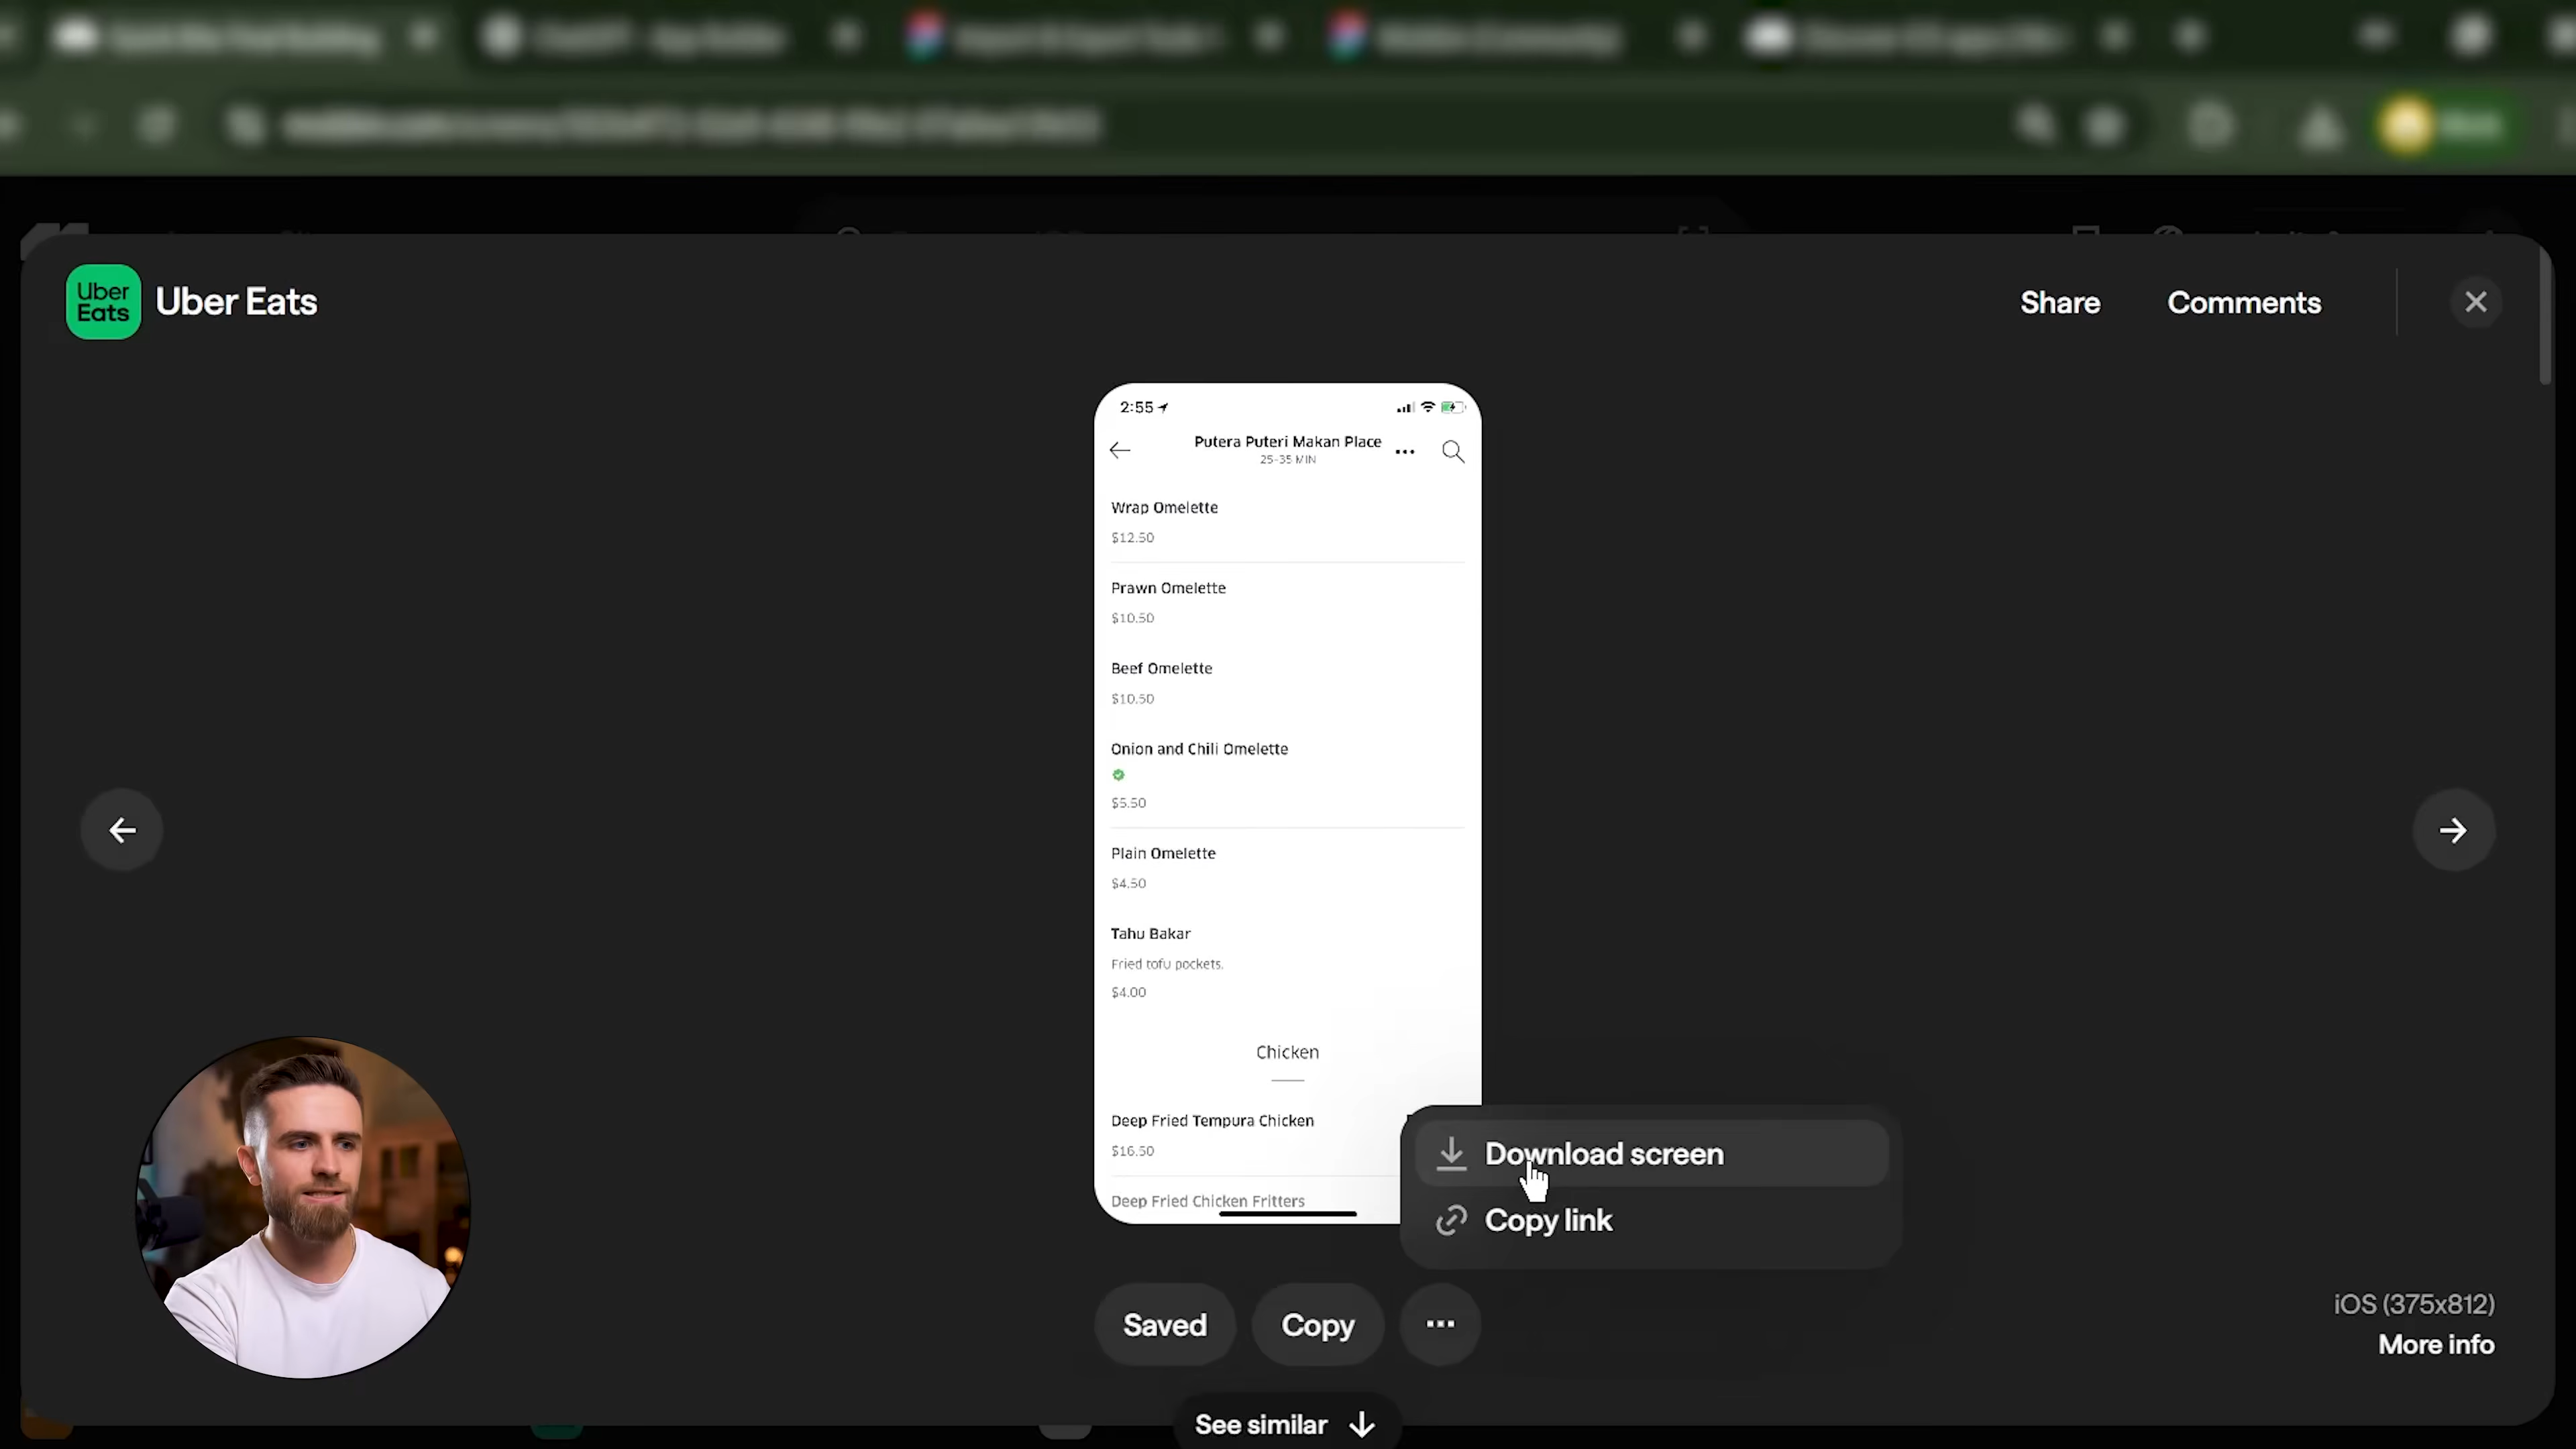 Uber
Eats
Uber Eats
Share
Comments
2:55
Putera Puteri Makan Place
25-35 MIN
Wrap Omelette
$12.50
Prawn Omelette
$10.50
Beef Omelette
$10.50
Onion and Chili Omelette
$5.50
Plain Omelette
$4.50
Tahu Bakar
Fried tofu pockets.
$4.00
Chicken
Deep Fried Tempura Chicken
$16.50
Deep Fried Chicken Fritters
Download screen
Copy link
Saved
Copy
iOS (375x812)
More info
See similar